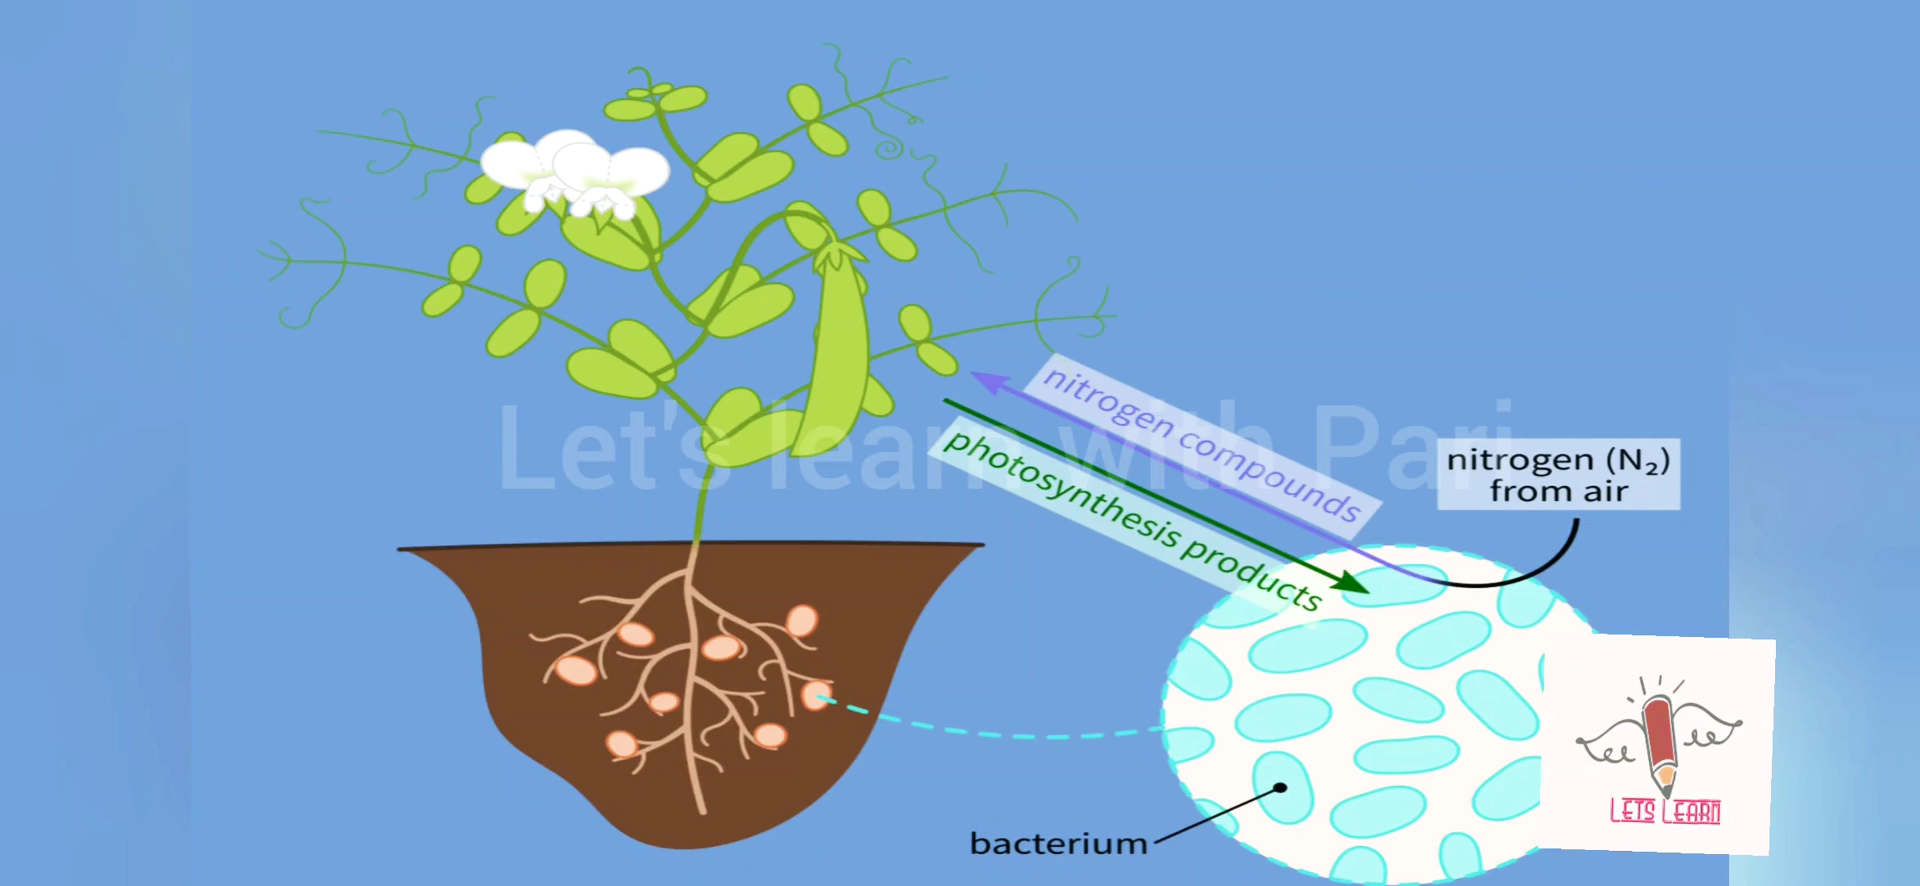 nitrogen compounds
photosynthesis products
Let's learn with Pari
nitrogen (N₂)
from air
bacterium
LETS LEARN